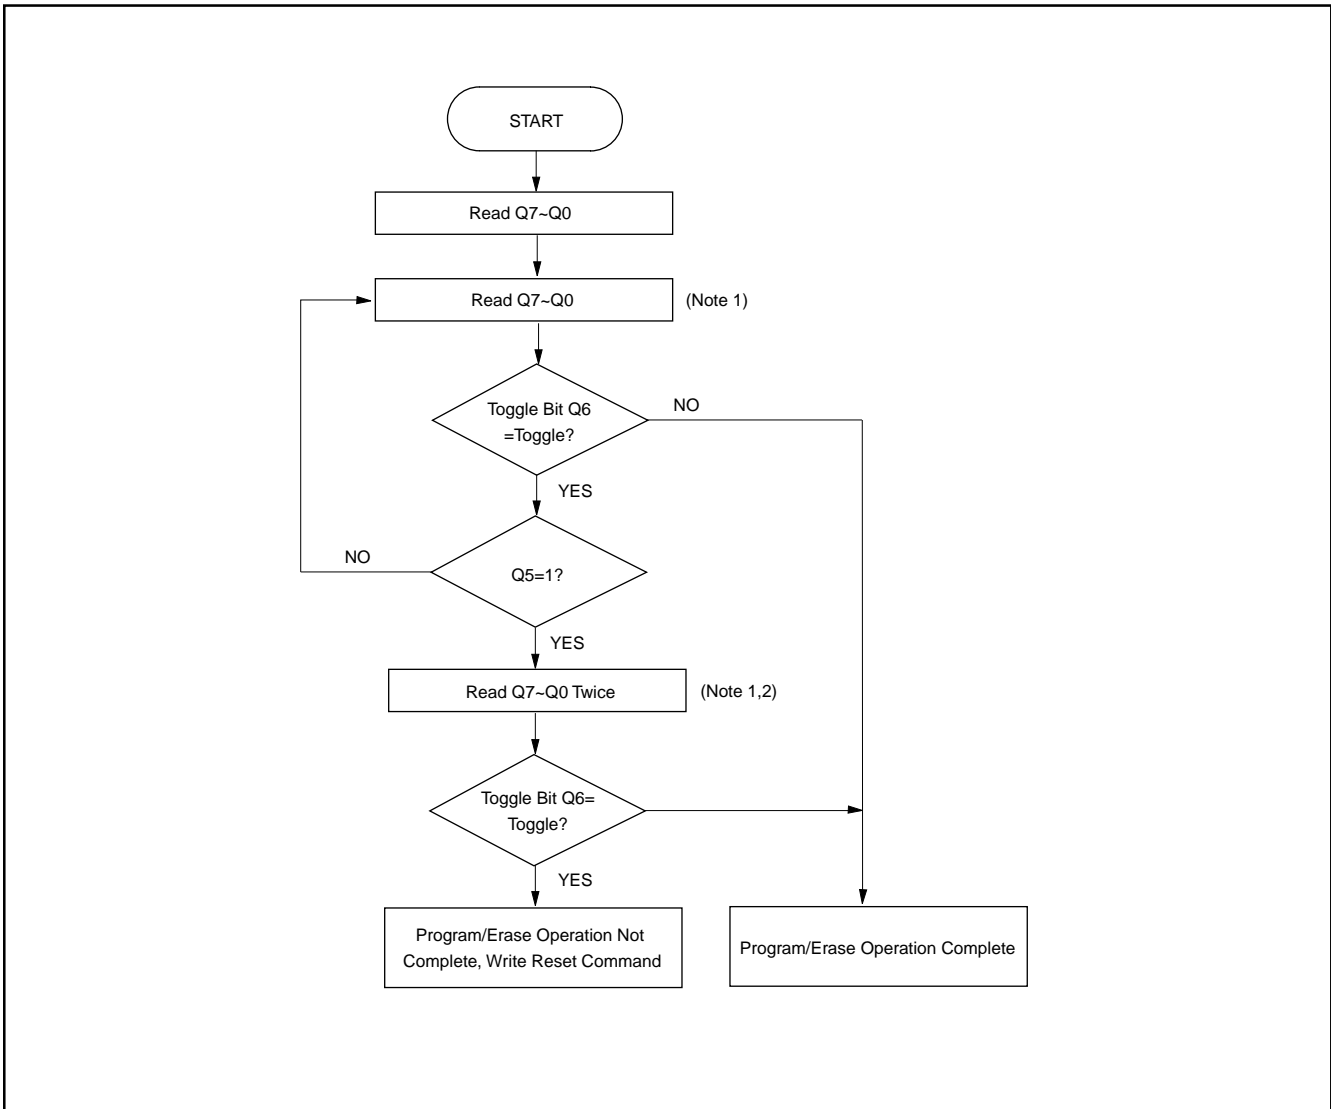 START
Read Q7~Q0
Read Q7~Q0
(Note 1)
Toggle Bit Q6
=Toggle?
NO
YES
NO
Q5=1?
YES
Read Q7~Q0 Twice
(Note 1,2)
Toggle Bit Q6=
Toggle?
YES
Program/Erase Operation Not
Complete, Write Reset Command
Program/Erase Operation Complete